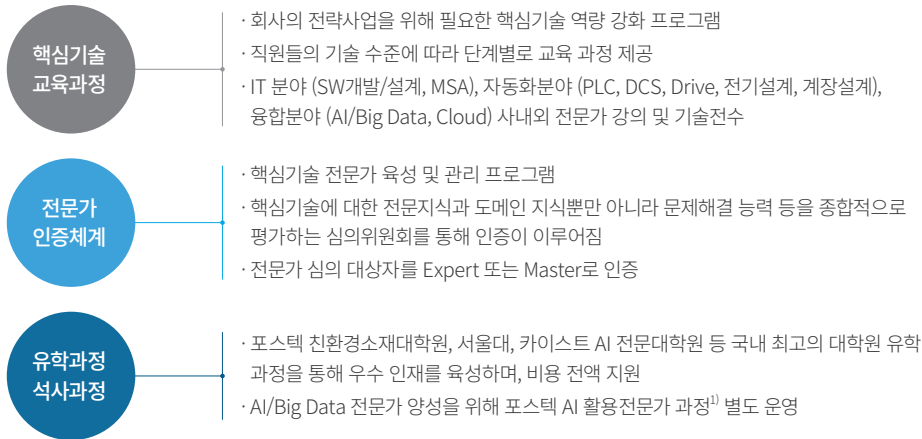 핵심기술
교육과정
· 회사의 전략사업을 위해 필요한 핵심기술 역량 강화 프로그램
· 직원들의 기술 수준에 따라 단계별로 교육 과정 제공
· IT 분야 (SW개발/설계, MSA), 자동화분야 (PLC, DCS, Drive, 전기설계, 계장설계),
융합분야 (AI/Big Data, Cloud) 사내외 전문가 강의 및 기술전수
전문가
인증체계
· 핵심기술 전문가 육성 및 관리 프로그램
· 핵심기술에 대한 전문지식과 도메인 지식뿐만 아니라 문제해결 능력 등을 종합적으로
평가하는 심의위원회를 통해 인증이 이루어짐
· 전문가 심의 대상자를 Expert 또는 Master로 인증
유학과정
석사과정
· 포스텍 친환경소재대학원, 서울대, 카이스트 AI 전문대학원 등 국내 최고의 대학원 유학
과정을 통해 우수 인재를 육성하며, 비용 전액 지원
· AI/Big Data 전문가 양성을 위해 포스텍 AI 활용전문가 과정1) 별도 운영